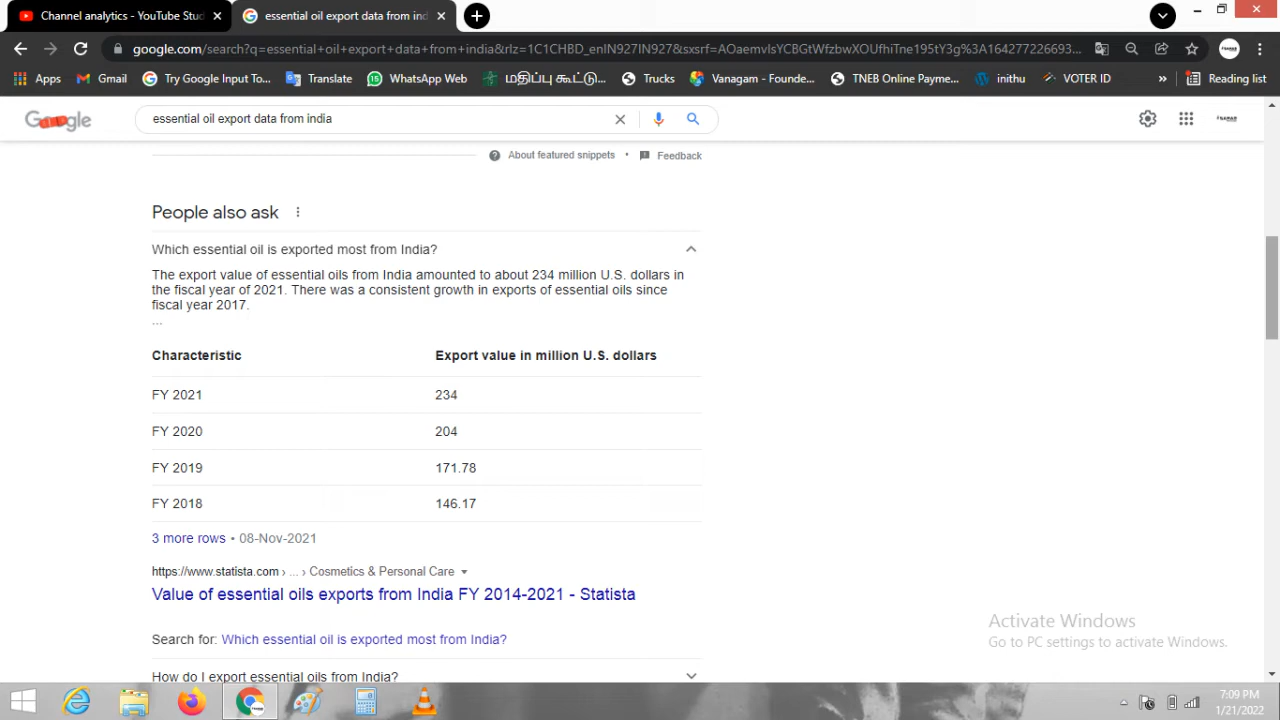 Channel analytics - YouTube Stud
essential oil export data from ind
google.com/search?q=essential+oil+export+data+from+india&rlz=1C1CHBD_enIN927IN927&sxsrf=AOaemvIsYCBGtWfzbwXOUfhiTne195tY3g%3A164277226693...
Apps Gmail Try Google Input To... Translate WhatsApp Web மதிப்பு கூட்டு... Trucks Vanagam - Founde... TNEB Online Payme... inithu VOTER ID » Reading list
Google essential oil export data from india
About featured snippets • Feedback
People also ask
Which essential oil is exported most from India?
The export value of essential oils from India amounted to about 234 million U.S. dollars in
the fiscal year of 2021. There was a consistent growth in exports of essential oils since
fiscal year 2017.
...
Characteristic Export value in million U.S. dollars
FY 2021 234
FY 2020 204
FY 2019 171.78
FY 2018 146.17
3 more rows • 08-Nov-2021
https://www.statista.com › ... › Cosmetics & Personal Care
Value of essential oils exports from India FY 2014-2021 - Statista
Activate Windows
Go to PC settings to activate Windows.
Search for: Which essential oil is exported most from India?
How do I export essential oils from India?
7:09 PM
1/21/2022